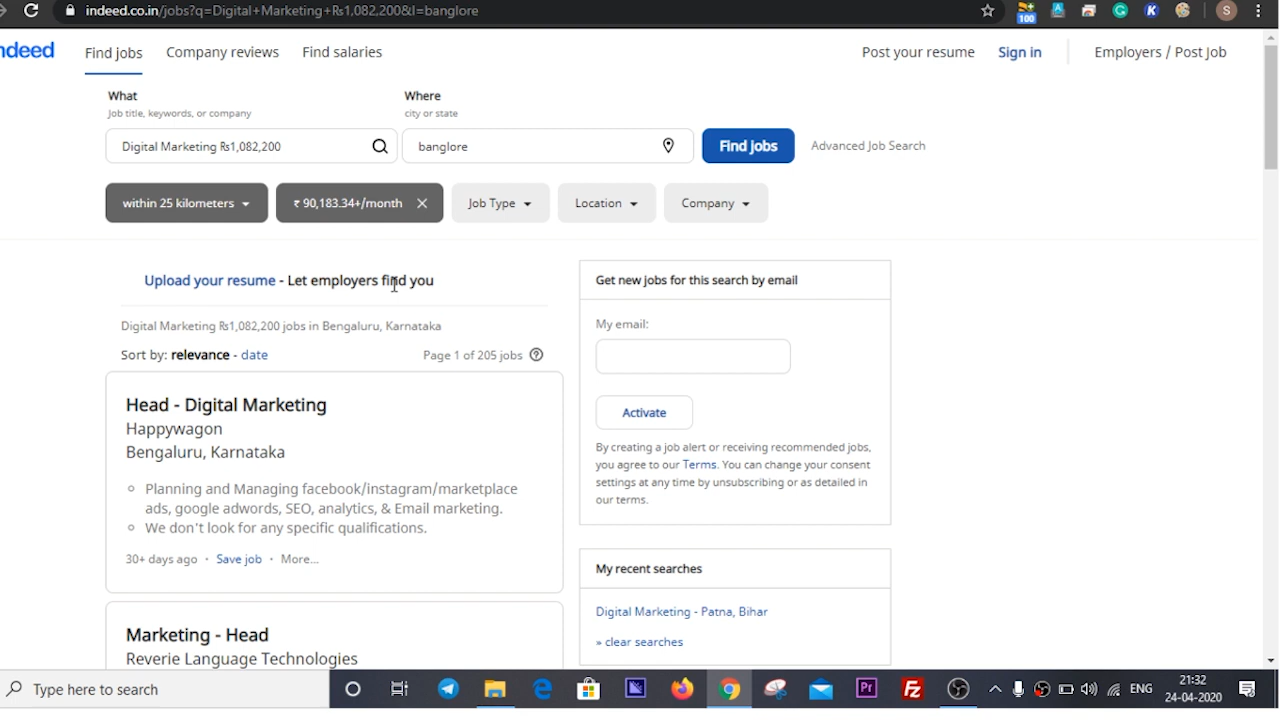 indeed.co.in/jobs?q=Digital+Marketing+₨1,082,200&l=banglore
100
S
ndeed
Find jobs
Company reviews
Find salaries
Post your resume
Sign in
Employers / Post Job
What
Job title, keywords, or company
Where
city or state
Digital Marketing ₨1,082,200
banglore
Find jobs
Advanced Job Search
within 25 kilometers
₹ 90,183.34+/month
Job Type
Location
Company
Upload your resume - Let employers find you
Digital Marketing ₨1,082,200 jobs in Bengaluru, Karnataka
Sort by: relevance - date
Page 1 of 205 jobs
Head - Digital Marketing
Happywagon
Bengaluru, Karnataka
Planning and Managing facebook/instagram/marketplace
ads, google adwords, SEO, analytics, & Email marketing.
We don't look for any specific qualifications.
30+ days ago · Save job · More...
Marketing - Head
Reverie Language Technologies
Get new jobs for this search by email
My email:
Activate
By creating a job alert or receiving recommended jobs,
you agree to our Terms. You can change your consent
settings at any time by unsubscribing or as detailed in
our terms.
My recent searches
Digital Marketing - Patna, Bihar
» clear searches
Type here to search
Pr
Fz
ENG
21:32
24-04-2020